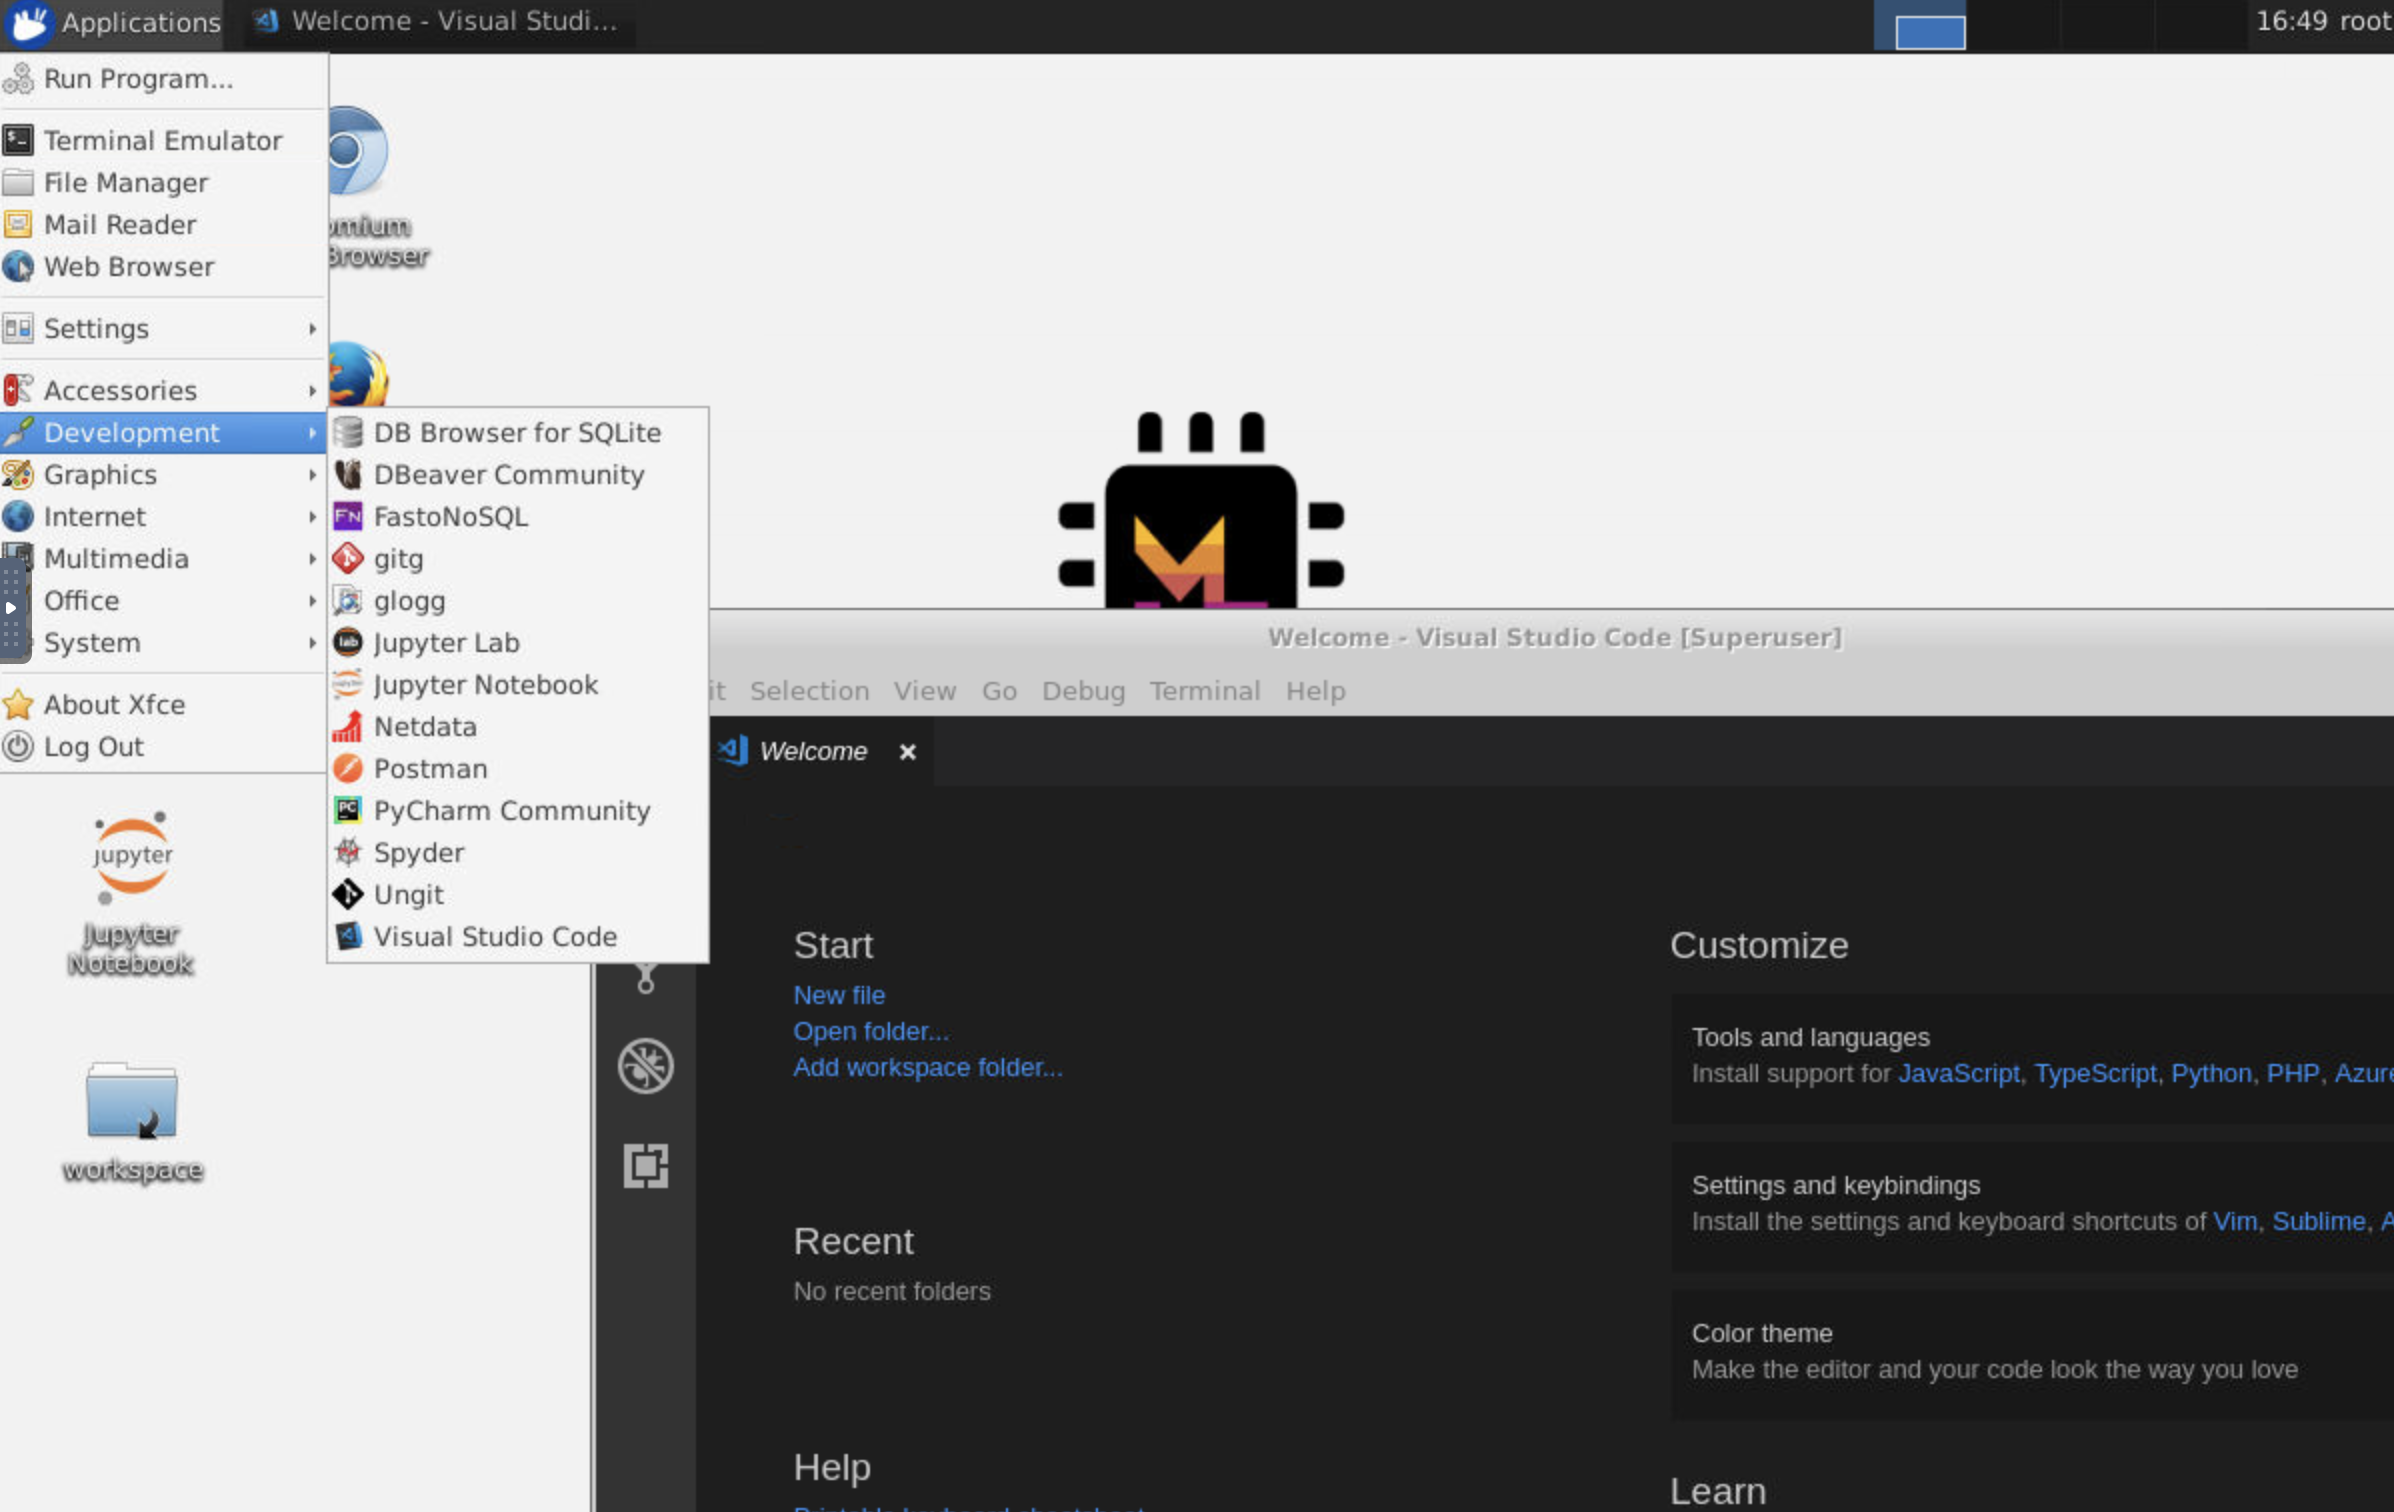 Applications
Welcome - Visual Studi...
16:49 root
Run Program...
Terminal Emulator
File Manager
Mail Reader
Web Browser
Settings
Accessories
Development
Graphics
Internet
Multimedia
Office
System
About Xfce
Log Out
omium
Browser
DB Browser for SQLite
DBeaver Community
FN FastoNoSQL
gitg
glogg
lab Jupyter Lab
Jupyter Notebook
Netdata
Postman
PC PyCharm Community
Spyder
Ungit
Visual Studio Code
jupyter
Jupyter
Notebook
workspace
Welcome - Visual Studio Code [Superuser]
it Selection View Go Debug Terminal Help
Welcome
Start
New file
Open folder...
Add workspace folder...
Recent
No recent folders
Help
Customize
Tools and languages
Install support for JavaScript, TypeScript, Python, PHP, Azure
Settings and keybindings
Install the settings and keyboard shortcuts of Vim, Sublime, A
Color theme
Make the editor and your code look the way you love
Learn